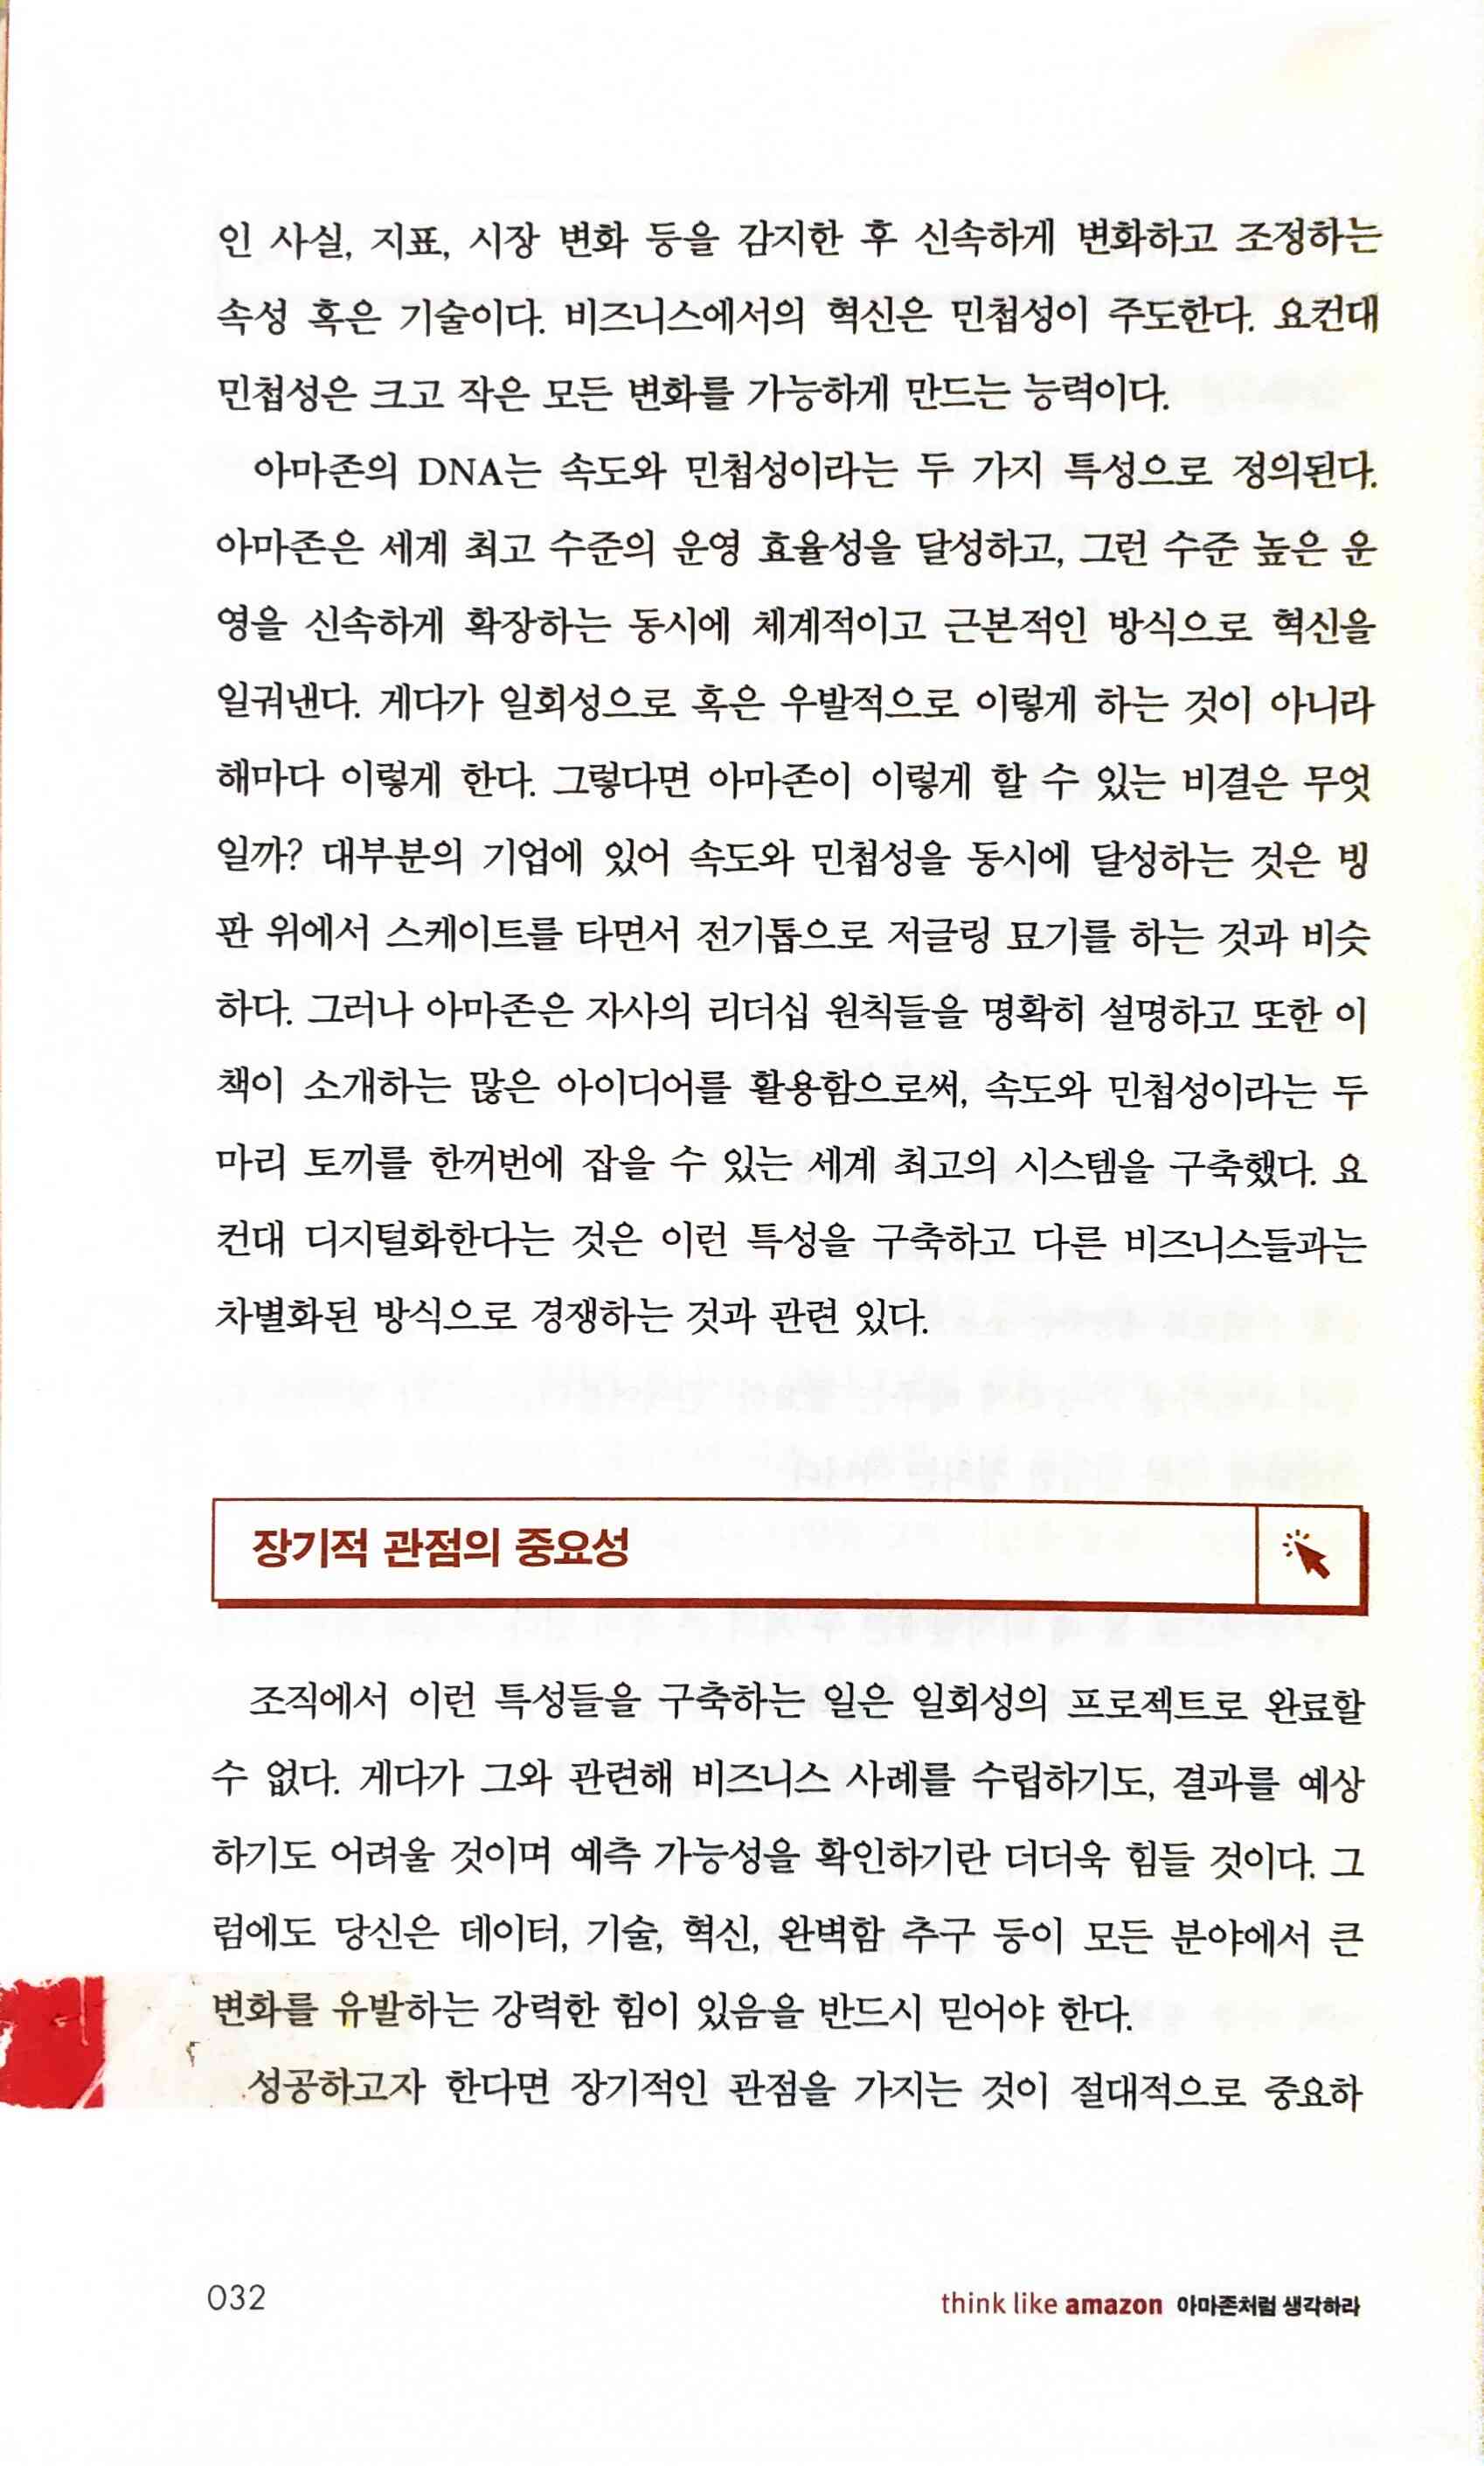 인 사실, 지표, 시장 변화 등을 감지한 후 신속하게 변화하고 조정하는
속성 혹은 기술이다. 비즈니스에서의 혁신은 민첩성이 주도한다. 요컨대
민첩성은 크고 작은 모든 변화를 가능하게 만드는 능력이다.
아마존의 DNA는 속도와 민첩성이라는 두 가지 특성으로 정의된다.
아마존은 세계 최고 수준의 운영 효율성을 달성하고, 그런 수준 높은 운
영을 신속하게 확장하는 동시에 체계적이고 근본적인 방식으로 혁신을
일궈낸다. 게다가 일회성으로 혹은 우발적으로 이렇게 하는 것이 아니라
해마다 이렇게 한다. 그렇다면 아마존이 이렇게 할 수 있는 비결은 무엇
일까? 대부분의 기업에 있어 속도와 민첩성을 동시에 달성하는 것은 빙
판 위에서 스케이트를 타면서 전기톱으로 저글링 묘기를 하는 것과 비슷
하다. 그러나 아마존은 자사의 리더십 원칙들을 명확히 설명하고 또한 이
책이 소개하는 많은 아이디어를 활용함으로써, 속도와 민첩성이라는 두
마리 토끼를 한꺼번에 잡을 수 있는 세계 최고의 시스템을 구축했다. 요
컨대 디지털화한다는 것은 이런 특성을 구축하고 다른 비즈니스들과는
차별화된 방식으로 경쟁하는 것과 관련 있다.
장기적 관점의 중요성
조직에서 이런 특성들을 구축하는 일은 일회성의 프로젝트로 완료할
수 없다. 게다가 그와 관련해 비즈니스 사례를 수립하기도, 결과를 예상
하기도 어려울 것이며 예측 가능성을 확인하기란 더더욱 힘들 것이다. 그
럼에도 당신은 데이터, 기술, 혁신, 완벽함 추구 등이 모든 분야에서 큰
변화를 유발하는 강력한 힘이 있음을 반드시 믿어야 한다.
성공하고자 한다면 장기적인 관점을 가지는 것이 절대적으로 중요하
032
think like amazon 아마존처럼 생각하라